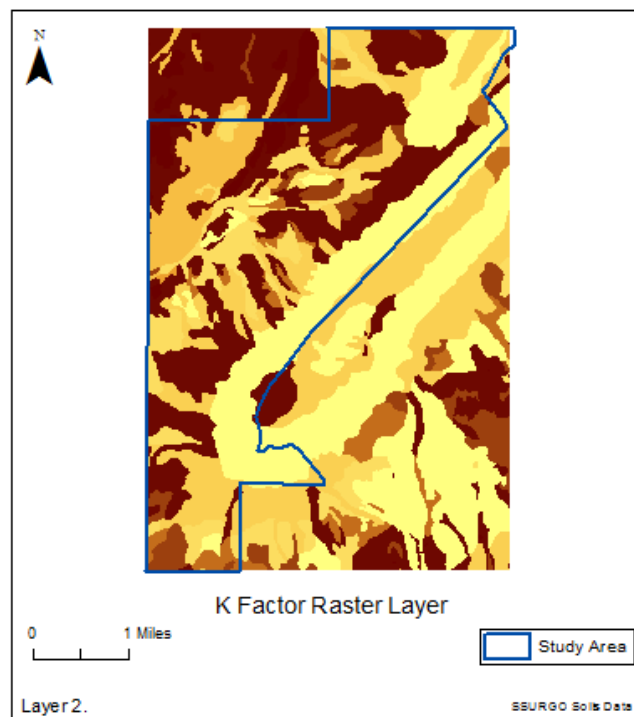 N
K Factor Raster Layer
0 1 Miles
Study Area
Layer 2.
SSURGO Soils Data